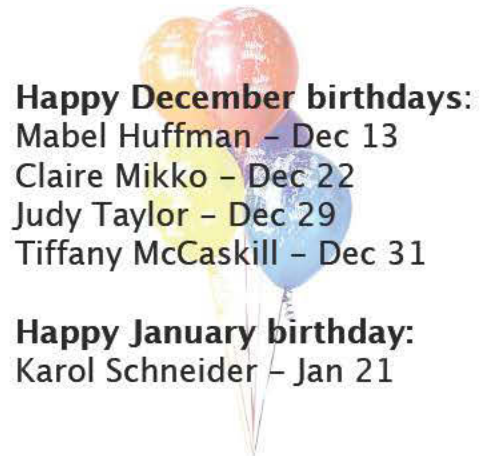 Happy December birthdays:
Mabel Huffman – Dec 13
Claire Mikko – Dec 22
Judy Taylor – Dec 29
Tiffany McCaskill – Dec 31
Happy January birthday:
Karol Schneider – Jan 21